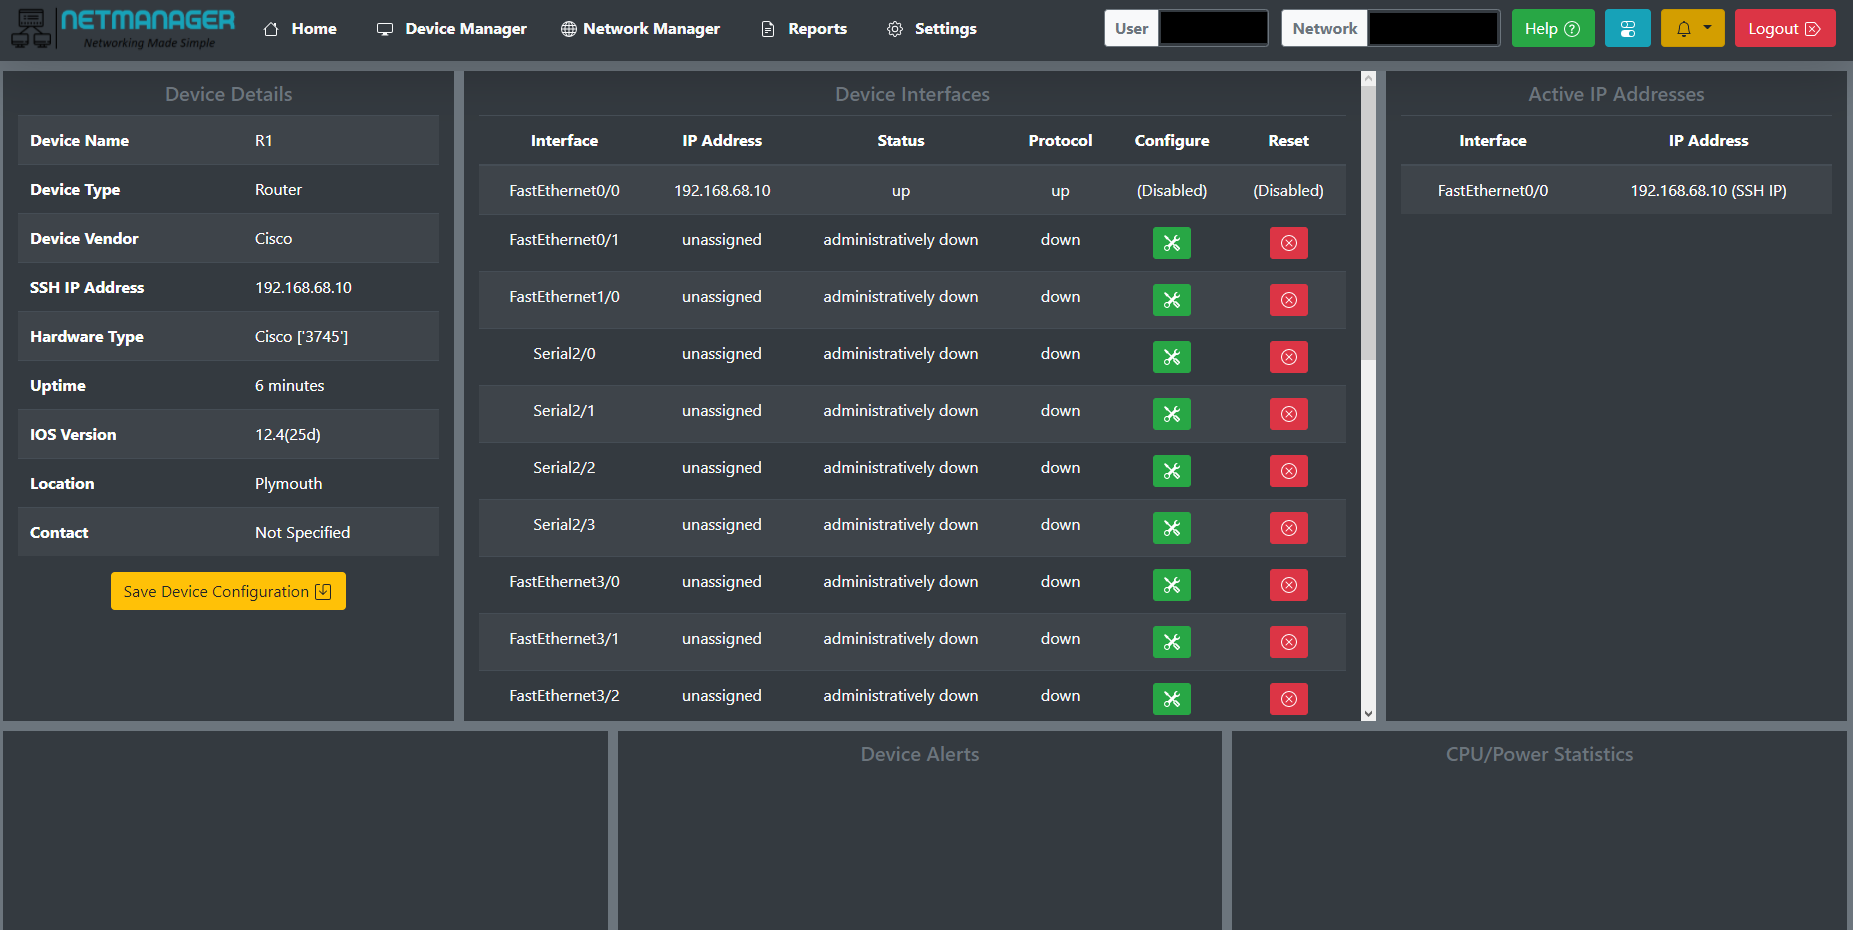 NETMANAGER
Networking Made Simple
Home Device Manager Network Manager Reports Settings User Network Help Logout
Device Details
Device Name R1
Device Type Router
Device Vendor Cisco
SSH IP Address 192.168.68.10
Hardware Type Cisco ['3745']
Uptime 6 minutes
IOS Version 12.4(25d)
Location Plymouth
Contact Not Specified
Save Device Configuration
Device Interfaces
Interface IP Address Status Protocol Configure Reset
FastEthernet0/0 192.168.68.10 up up (Disabled) (Disabled)
FastEthernet0/1 unassigned administratively down down
FastEthernet1/0 unassigned administratively down down
Serial2/0 unassigned administratively down down
Serial2/1 unassigned administratively down down
Serial2/2 unassigned administratively down down
Serial2/3 unassigned administratively down down
FastEthernet3/0 unassigned administratively down down
FastEthernet3/1 unassigned administratively down down
FastEthernet3/2 unassigned administratively down down
Active IP Addresses
Interface IP Address
FastEthernet0/0 192.168.68.10 (SSH IP)
Device Alerts
CPU/Power Statistics